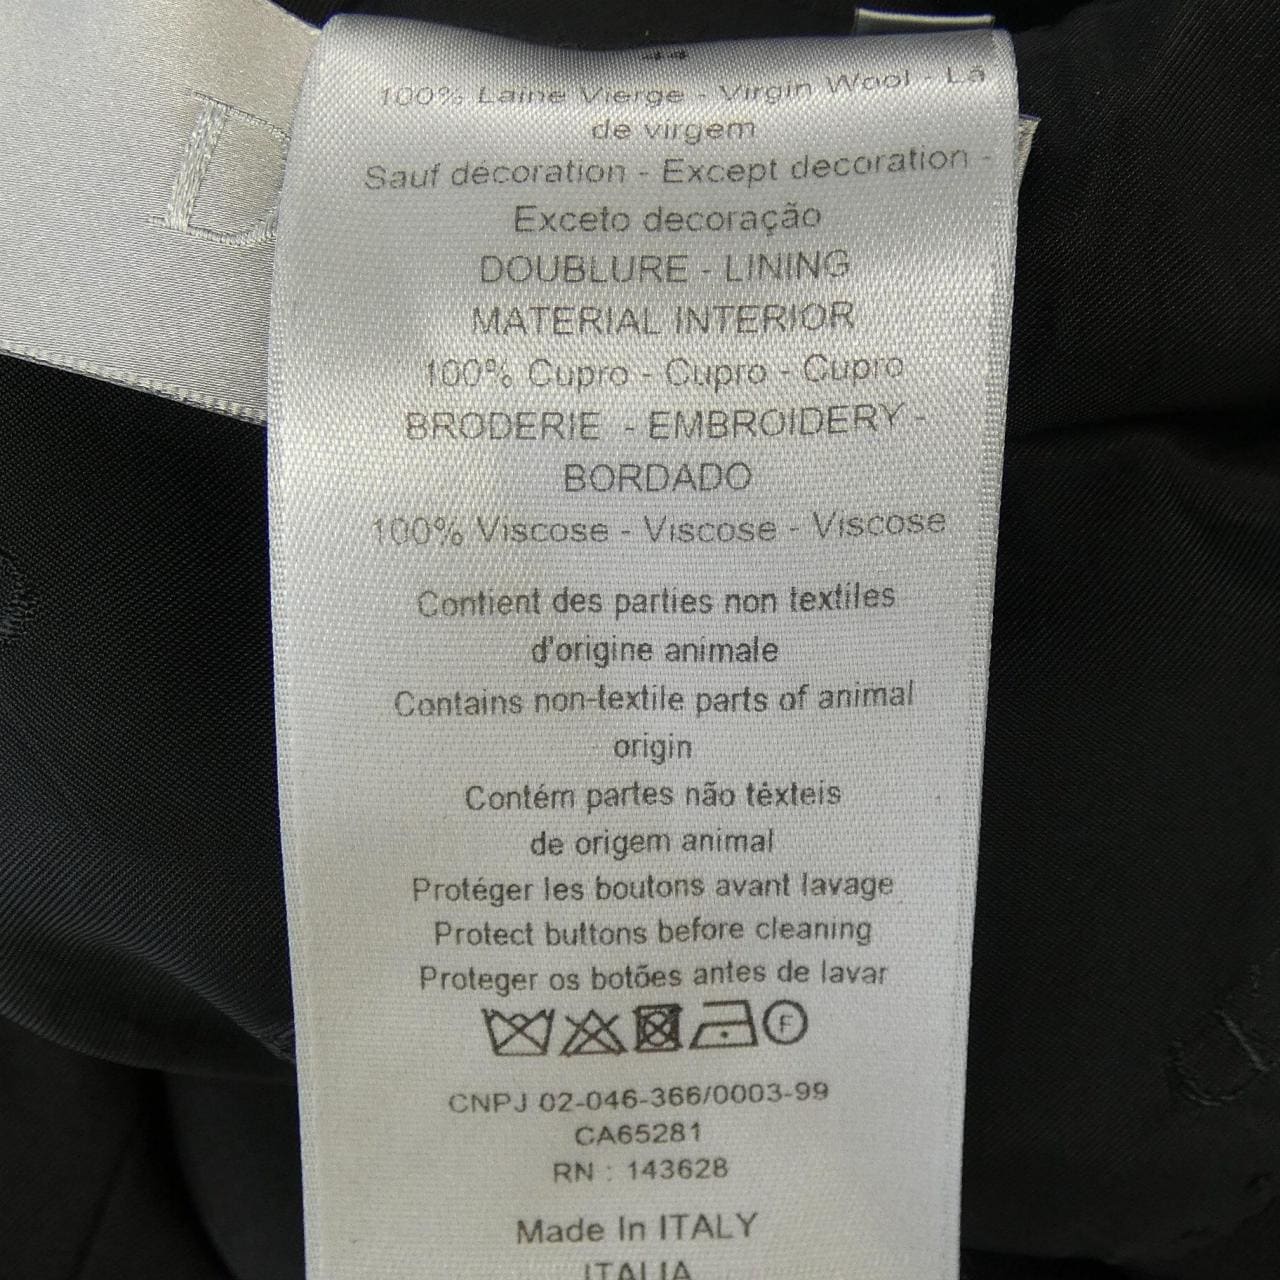 44
100% Laine Vierge - Virgin Wool - Lã
de virgem
Sauf décoration - Except decoration -
Exceto decoração
DOUBLURE - LINING
MATERIAL INTERIOR
100% Cupro - Cupro - Cupro
BRODERIE - EMBROIDERY -
BORDADO
100% Viscose - Viscose - Viscose
Contient des parties non textiles
d'origine animale
Contains non-textile parts of animal
origin
Contém partes não têxteis
de origem animal
Protéger les boutons avant lavage
Protect buttons before cleaning
Proteger os botões antes de lavar
F
CNPJ 02-046-366/0003-99
CA65281
RN : 143628
Made In ITALY
ITALIA